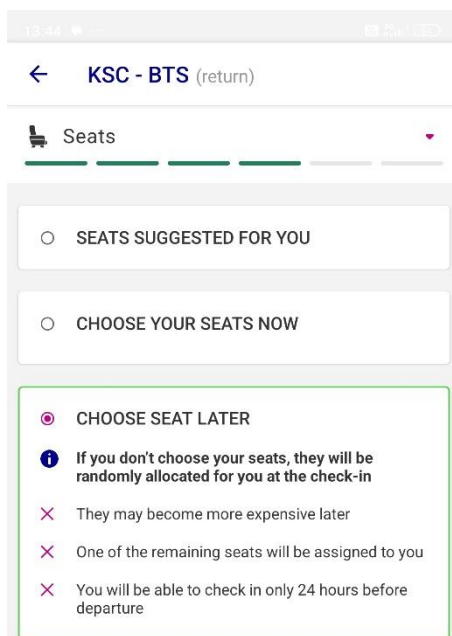 13:44
KSC - BTS (return)
Seats
SEATS SUGGESTED FOR YOU
CHOOSE YOUR SEATS NOW
CHOOSE SEAT LATER
If you don't choose your seats, they will be
randomly allocated for you at the check-in
They may become more expensive later
One of the remaining seats will be assigned to you
You will be able to check in only 24 hours before
departure